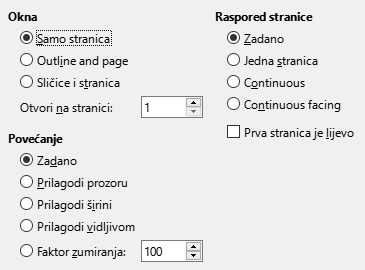 Okna
Samo stranica
Outline and page
Sličice i stranica
Otvori na stranici: 1
Povećanje
Zadano
Prilagodi prozoru
Prilagodi širini
Prilagodi vidljivom
Faktor zumiranja: 100
Raspored stranice
Zadano
Jedna stranica
Continuous
Continuous facing
Prva stranica je lijevo